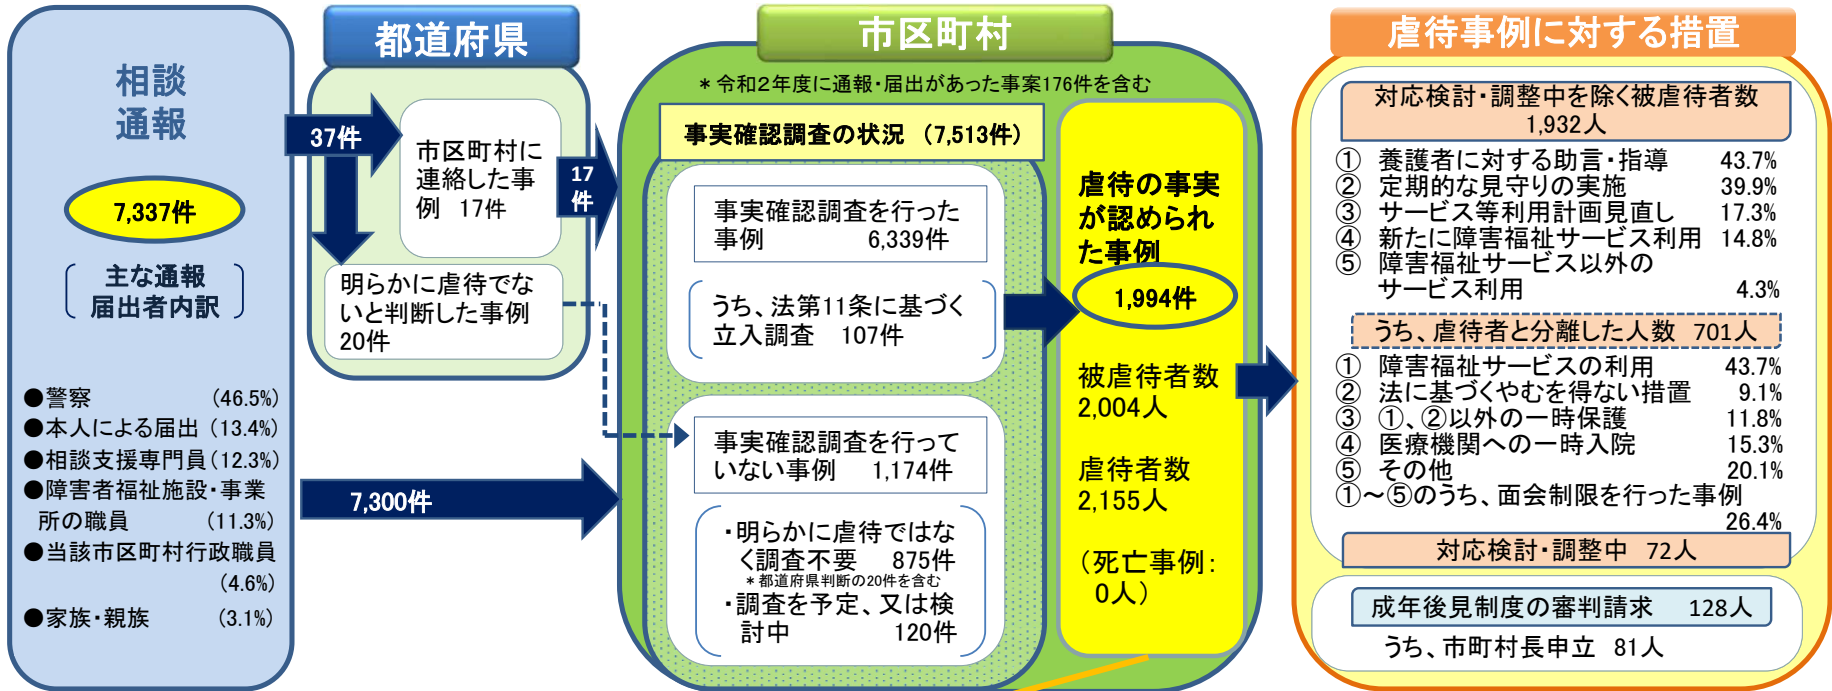 相談
通報
7,337件
主な通報
届出者内訳
●警察 (46.5%)
●本人による届出 (13.4%)
●相談支援専門員(12.3%)
●障害者福祉施設・事業
所の職員 (11.3%)
●当該市区町村行政職員
(4.6%)
●家族・親族 (3.1%)
都道府県
37件
市区町村に
連絡した事
例 17件
17
件
明らかに虐待でな
いと判断した事例
20件
7,300件
市区町村
*令和2年度に通報・届出があった事案176件を含む
事実確認調査の状況 (7,513件)
事実確認調査を行った
事例 6,339件
うち、法第11条に基づく
立入調査 107件
事実確認調査を行って
いない事例 1,174件
・明らかに虐待ではな
く調査不要 875件
*都道府県判断の20件を含む
・調査を予定、又は検
討中 120件
虐待の事実
が認められ
た事例
1,994件
被虐待者数
2,004人
虐待者数
2,155人
(死亡事例:
0人)
虐待事例に対する措置
対応検討・調整中を除く被虐待者数
1,932人
① 養護者に対する助言・指導 43.7%
② 定期的な見守りの実施 39.9%
③ サービス等利用計画見直し 17.3%
④ 新たに障害福祉サービス利用 14.8%
⑤ 障害福祉サービス以外の
サービス利用 4.3%
うち、虐待者と分離した人数 701人
① 障害福祉サービスの利用 43.7%
② 法に基づくやむを得ない措置 9.1%
③ ①、②以外の一時保護 11.8%
④ 医療機関への一時入院 15.3%
⑤ その他 20.1%
①~⑤のうち、面会制限を行った事例
26.4%
対応検討・調整中 72人
成年後見制度の審判請求 128人
うち、市町村長申立 81人